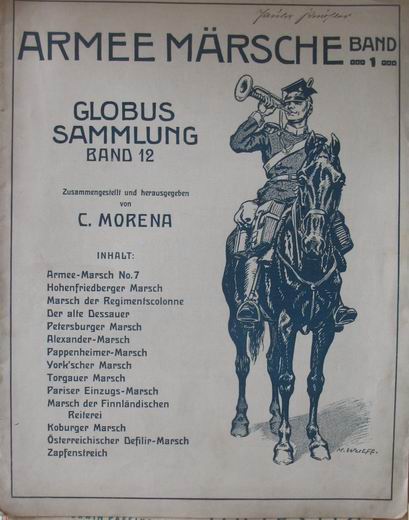 ARMEE MÄRSCHE BAND
1
GLOBUS
SAMMLUNG
BAND 12
Zusammengestellt und herausgegeben
von
C. MORENA
INHALT:
Armee-Marsch No. 7
Hohenfriedberger Marsch
Marsch der Regimentscolonne
Der alte Dessauer
Petersburger Marsch
Alexander-Marsch
Pappenheimer-Marsch
York'scher Marsch
Torgauer Marsch
Pariser Einzugs-Marsch
Marsch der Finnländischen
Reiterei
Koburger Marsch
Österreichischer Defilir-Marsch
Zapfenstreich